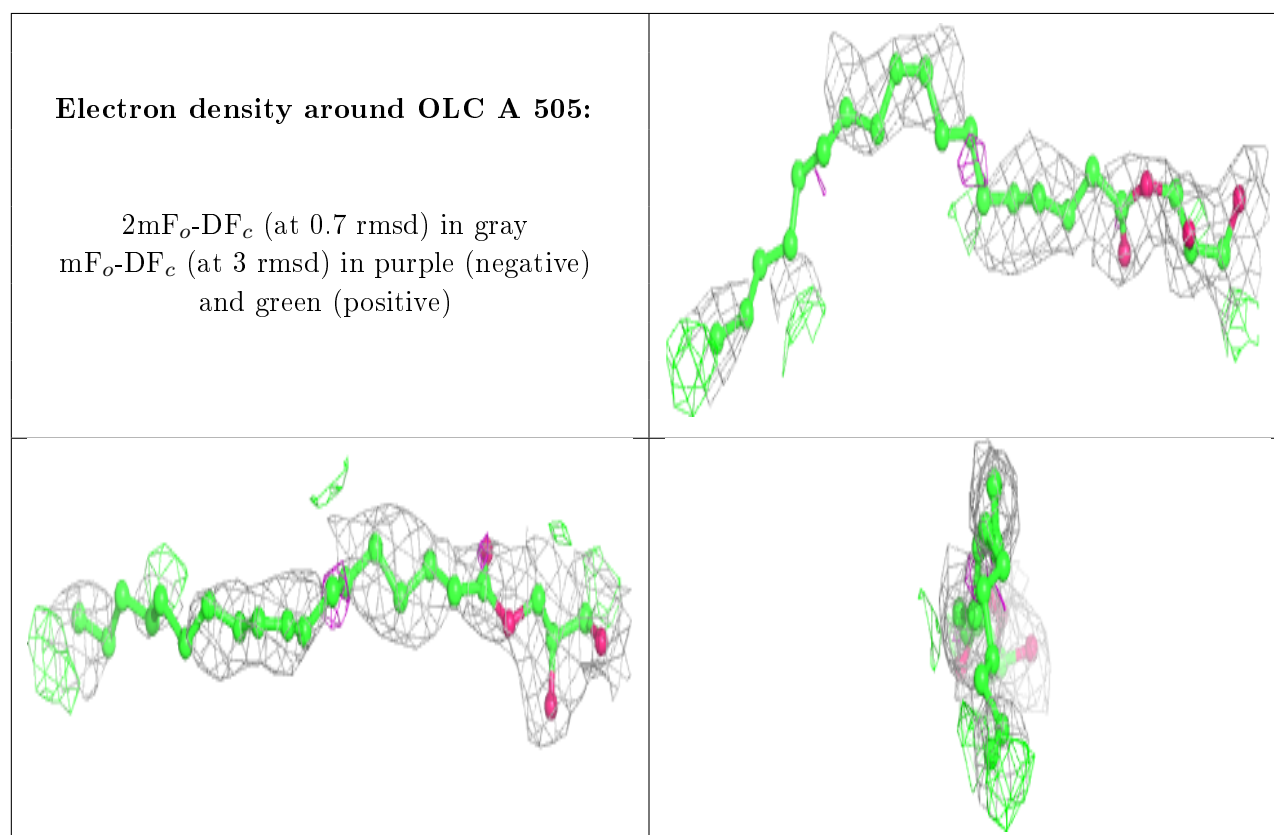 Electron density around OLC A 505:
2mFₒ-DF𝒸 (at 0.7 rmsd) in gray
mFₒ-DF𝒸 (at 3 rmsd) in purple (negative)
and green (positive)